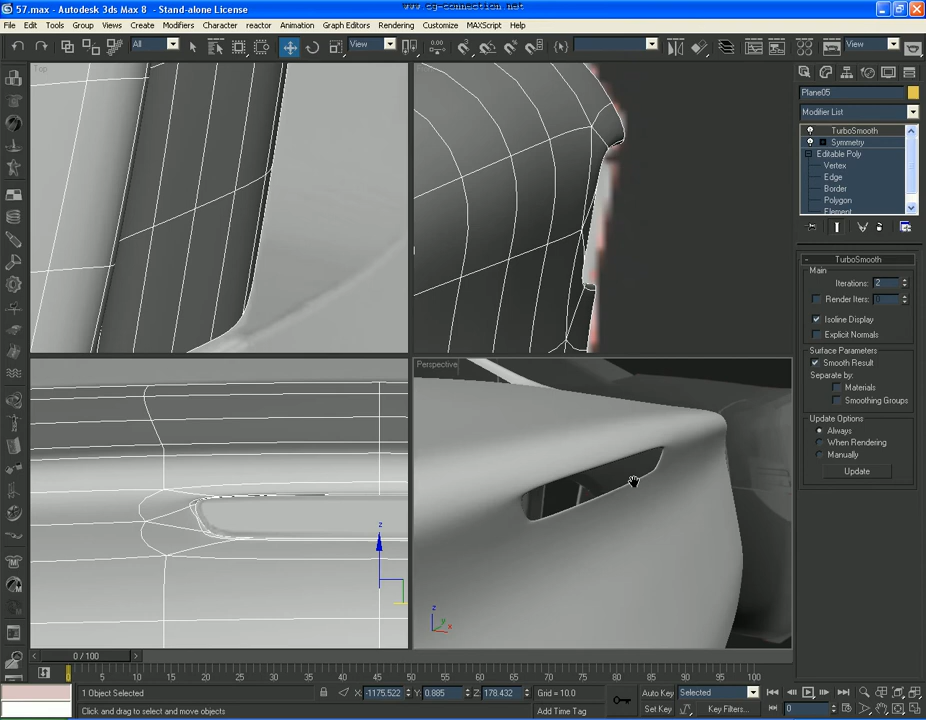 www.cg-connection.net
57.max - Autodesk 3ds Max 8 - Stand-alone License
File Edit Tools Group Views Create Modifiers Character reactor Animation Graph Editors Rendering Customize MAXScript Help
All View View
Top
Plane05
Modifier List
TurboSmooth
Symmetry
Editable Poly
Vertex
Edge
Border
Polygon
Element
TurboSmooth
Main
Iterations: 2
Render Iters: 0
Isoline Display
Explicit Normals
Surface Parameters
Smooth Result
Separate by:
Materials
Smoothing Groups
Update Options
Always
When Rendering
Manually
Update
Perspective
z
z
y
x
0 / 100
0 5 10 15 20 25 30 35 40 45 50 55 60 65 70 75 80 85 90 95 100
1 Object Selected X: -1175.522 Y: 0.885 Z: 178.432 Grid = 10.0 Auto Key Selected
Click and drag to select and move objects Add Time Tag Set Key Key Filters... 0